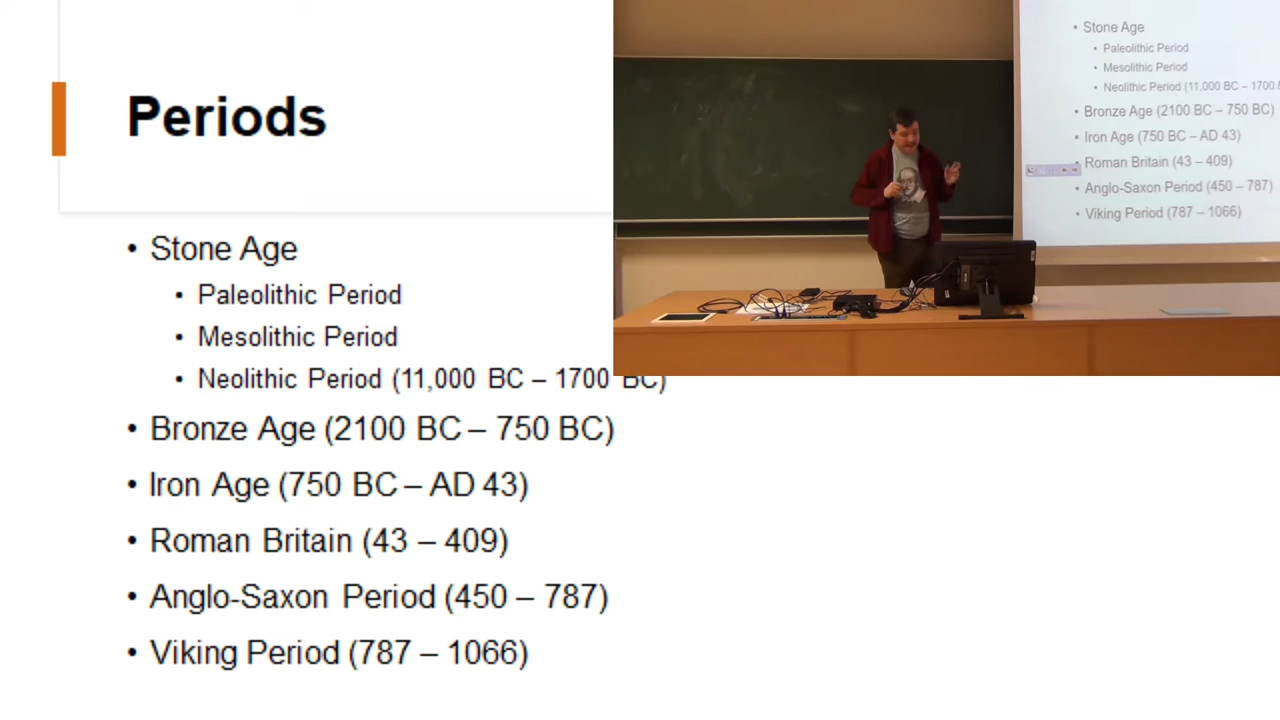 Periods
• Stone Age
• Paleolithic Period
• Mesolithic Period
• Neolithic Period (11,000 BC – 1700 BC)
• Bronze Age (2100 BC – 750 BC)
• Iron Age (750 BC – AD 43)
• Roman Britain (43 – 409)
• Anglo-Saxon Period (450 – 787)
• Viking Period (787 – 1066)
• Stone Age
• Paleolithic Period
• Mesolithic Period
• Neolithic Period (11,000 BC – 1700
• Bronze Age (2100 BC – 750 BC)
• Iron Age (750 BC – AD 43)
• Roman Britain (43 – 409)
• Anglo-Saxon Period (450 – 787)
• Viking Period (787 – 1066)